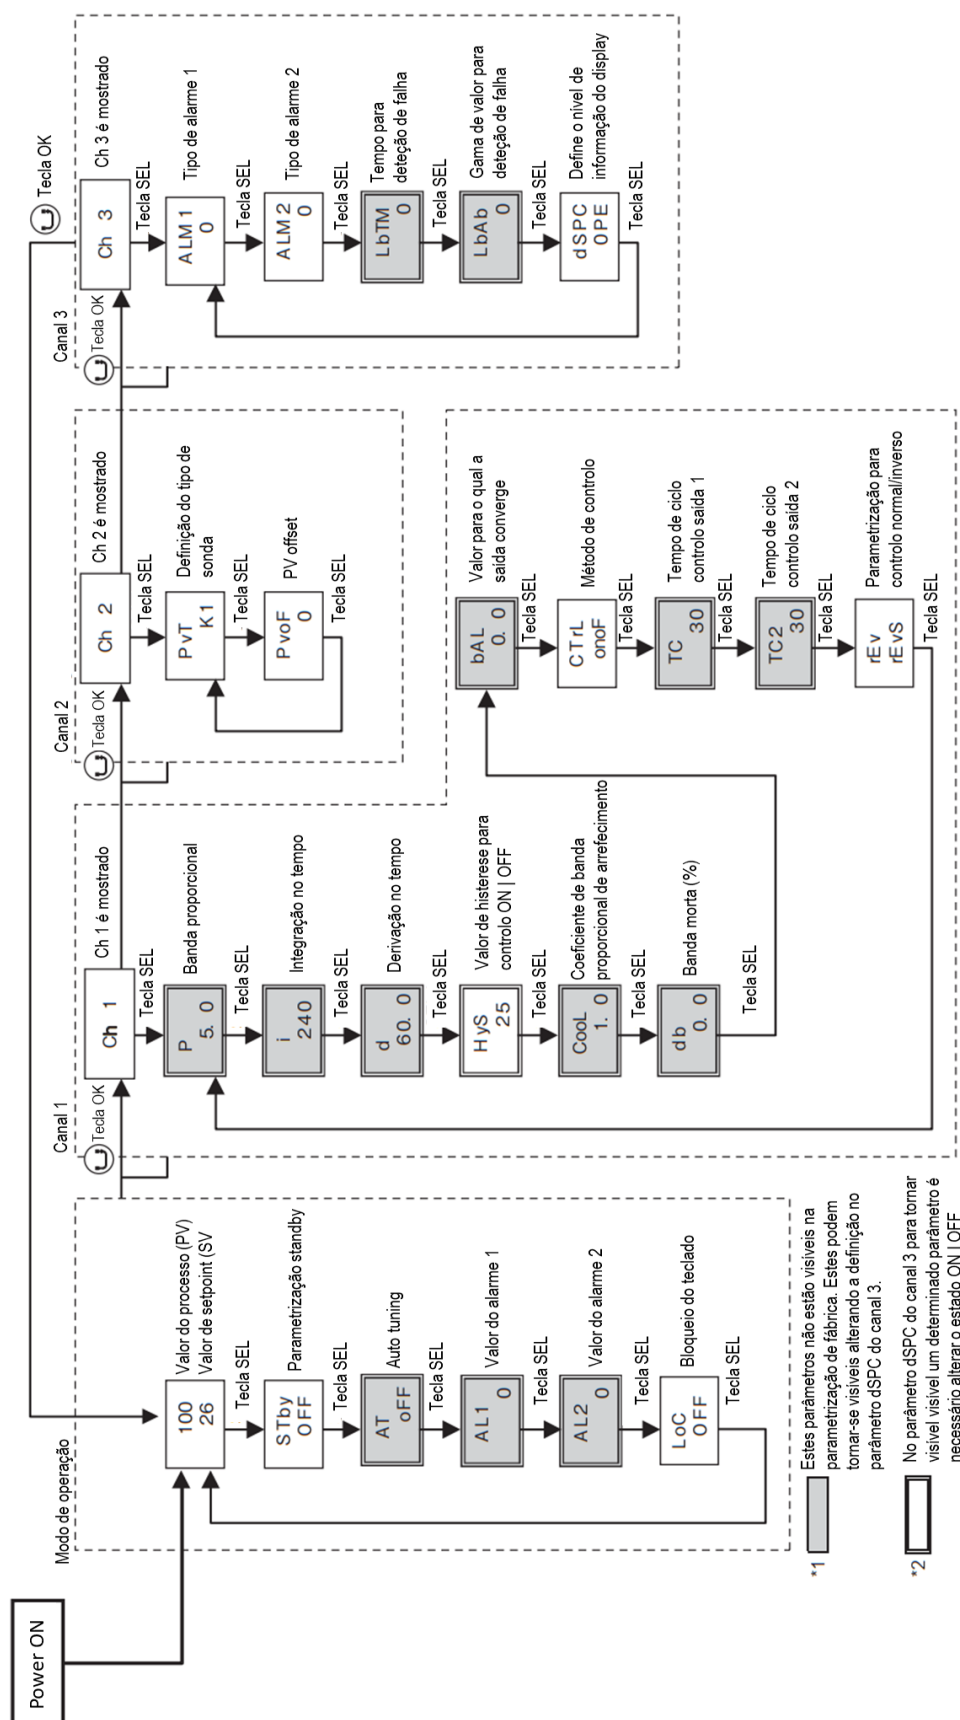 Power ON
Modo de operação
100
26
Valor do processo (PV)
Valor de setpoint (SV
Tecla SEL
STby
OFF
Parametrização standby
Tecla SEL
AT
oFF
Auto tuning
Tecla SEL
AL1
0
Valor do alarme 1
Tecla SEL
AL2
0
Valor do alarme 2
Tecla SEL
LoC
OFF
Bloqueio do teclado
Tecla SEL
Canal 1
Tecla OK
Ch 1
Ch 1 é mostrado
Tecla SEL
P
5. 0
Banda proporcional
Tecla SEL
i
240
Integração no tempo
Tecla SEL
d
60. 0
Derivação no tempo
Tecla SEL
HyS
25
Valor de histerese para
controlo ON | OFF
Tecla SEL
CooL
1. 0
Coeficiente de banda
proporcional de arrefecimento
Tecla SEL
db
0. 0
Banda morta (%)
Tecla SEL
bAL
0. 0
Valor para o qual a
saída converge
Tecla SEL
CTrL
onoF
Método de controlo
Tecla SEL
TC
30
Tempo de ciclo
controlo saída 1
Tecla SEL
TC2
30
Tempo de ciclo
controlo saída 2
Tecla SEL
rEv
rEvS
Parametrização para
controlo normal/inverso
Tecla SEL
Canal 2
Tecla OK
Ch 2
Ch 2 é mostrado
Tecla SEL
PvT
K1
Definição do tipo de
sonda
Tecla SEL
PvoF
0
PV offset
Tecla SEL
Canal 3
Tecla OK
Ch 3
Ch 3 é mostrado
Tecla OK
Tecla SEL
ALM1
0
Tipo de alarme 1
Tecla SEL
ALM2
0
Tipo de alarme 2
Tecla SEL
LbTM
0
Tempo para
deteção de falha
Tecla SEL
LbAb
0
Gama de valor para
deteção de falha
Tecla SEL
dSPC
OPE
Define o nível de
informação do display
Tecla SEL
*1
Estes parâmetros não estão visíveis na
parametrização de fábrica. Estes podem
tornar-se visíveis alterando a definição no
parâmetro dSPC do canal 3.
*2
No parâmetro dSPC do canal 3 para tornar
visível visível um determinado parâmetro é
necessário alterar o estado ON | OFF